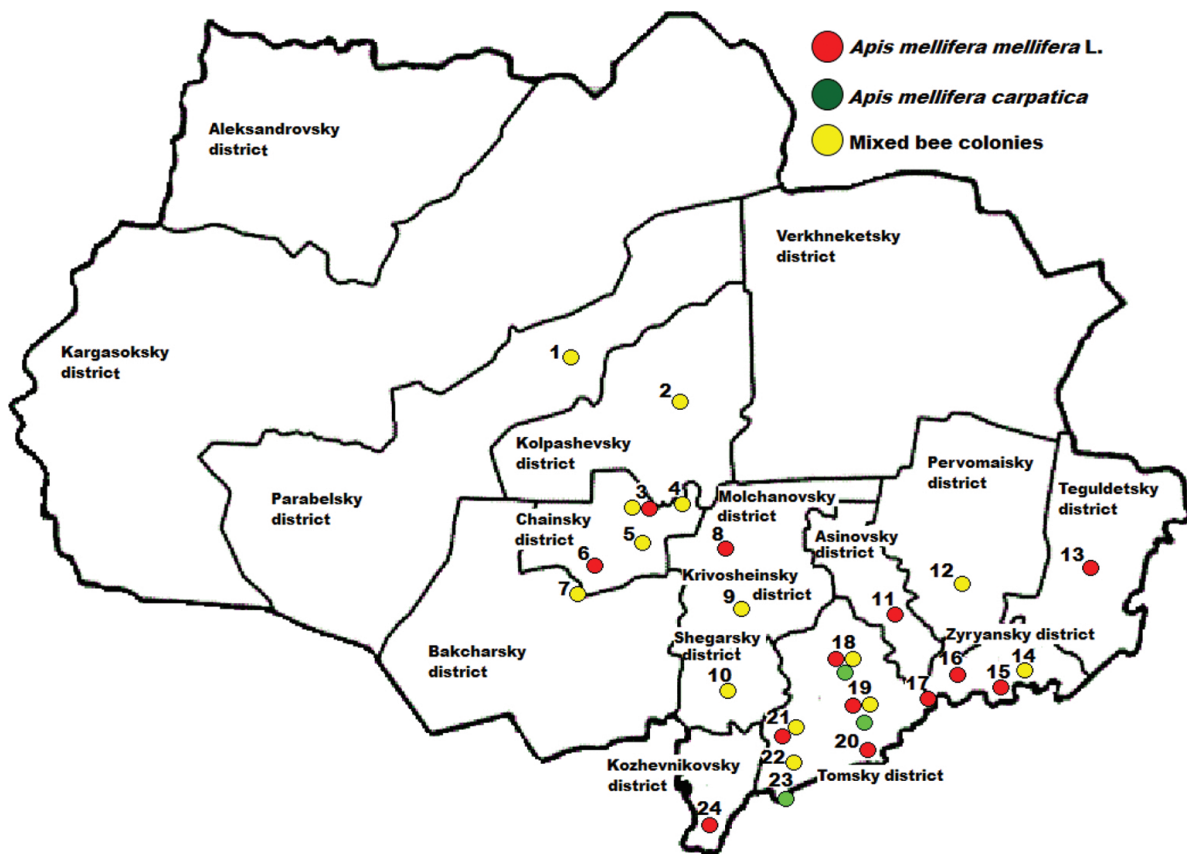 Apis mellifera mellifera L.
Apis mellifera carpatica
Mixed bee colonies
Aleksandrovsky
district
Verkhneketsky
district
Kargasoksky
district
1
2
Kolpashevsky
district
Pervomaisky
district
Parabelsky
district
3
4
Molchanovsky
district
Teguldetsky
district
Chainsky
district
5
6
7
8
Asinovsky
district
13
Krivosheinsky
district
9
11
12
Bakcharsky
district
Shegarsky
district
10
18
Zyryansky district
16
15
14
17
19
21
20
22
Kozhevnikovsky
district
23
Tomsky district
24